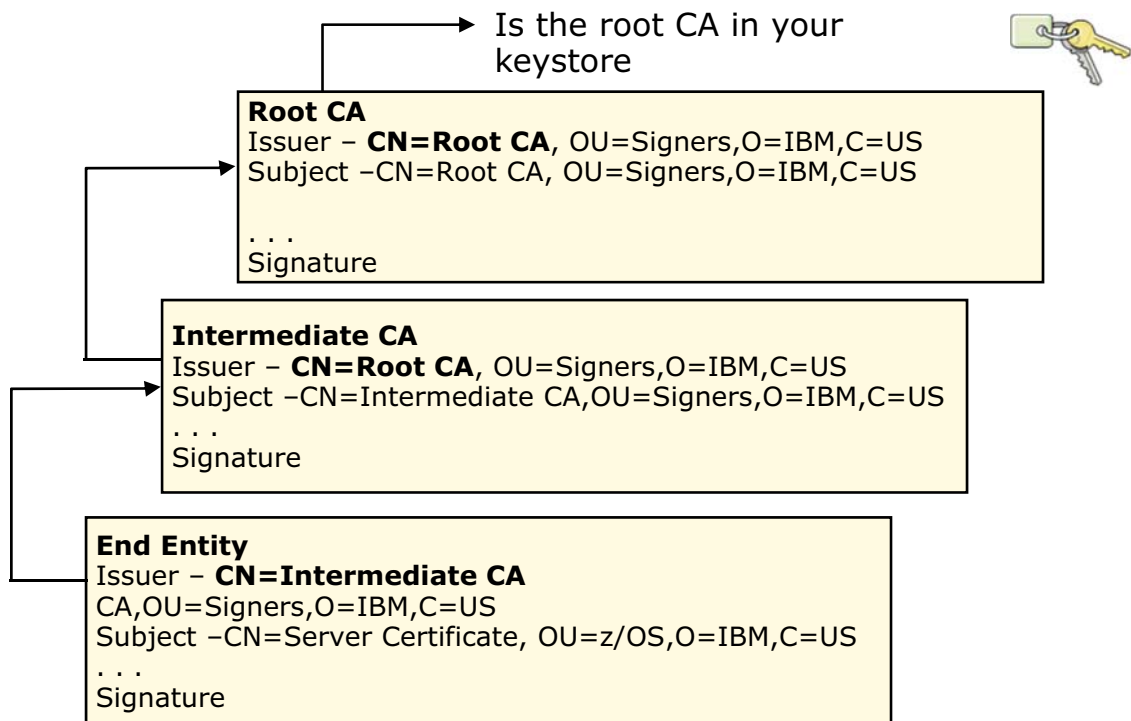 Is the root CA in your
keystore
Root CA
Issuer – CN=Root CA, OU=Signers,O=IBM,C=US
Subject –CN=Root CA, OU=Signers,O=IBM,C=US
. . .
Signature
Intermediate CA
Issuer – CN=Root CA, OU=Signers,O=IBM,C=US
Subject –CN=Intermediate CA,OU=Signers,O=IBM,C=US
. . .
Signature
End Entity
Issuer – CN=Intermediate CA
CA,OU=Signers,O=IBM,C=US
Subject –CN=Server Certificate, OU=z/OS,O=IBM,C=US
. . .
Signature